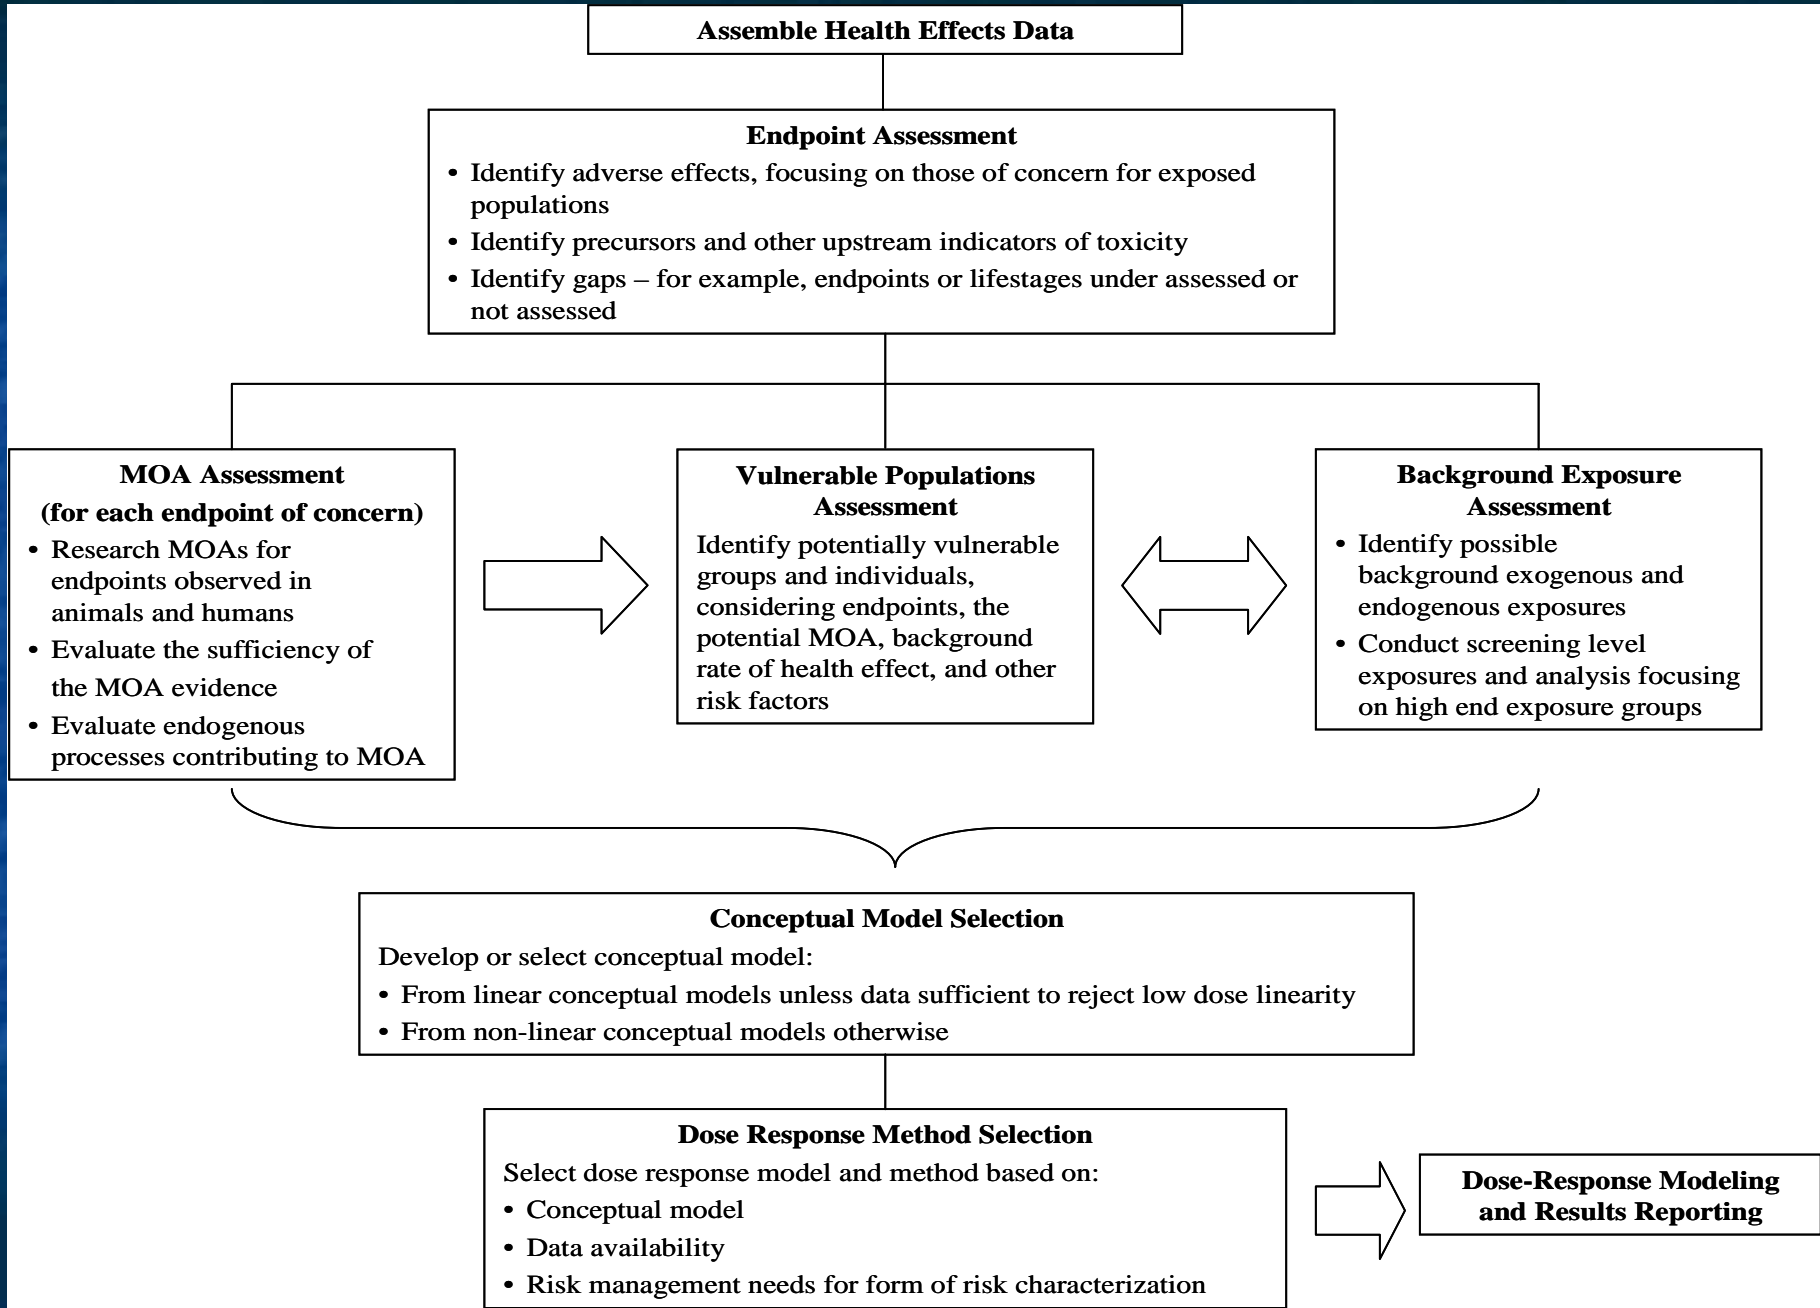 Assemble Health Effects Data
Endpoint Assessment
• Identify adverse effects, focusing on those of concern for exposed
populations
• Identify precursors and other upstream indicators of toxicity
• Identify gaps – for example, endpoints or lifestages under assessed or
not assessed
MOA Assessment
(for each endpoint of concern)
• Research MOAs for
endpoints observed in
animals and humans
• Evaluate the sufficiency of
the MOA evidence
• Evaluate endogenous
processes contributing to MOA
Vulnerable Populations
Assessment
Identify potentially vulnerable
groups and individuals,
considering endpoints, the
potential MOA, background
rate of health effect, and other
risk factors
Background Exposure
Assessment
• Identify possible
background exogenous and
endogenous exposures
• Conduct screening level
exposures and analysis focusing
on high end exposure groups
Conceptual Model Selection
Develop or select conceptual model:
• From linear conceptual models unless data sufficient to reject low dose linearity
• From non-linear conceptual models otherwise
Dose Response Method Selection
Select dose response model and method based on:
• Conceptual model
• Data availability
• Risk management needs for form of risk characterization
Dose-Response Modeling
and Results Reporting